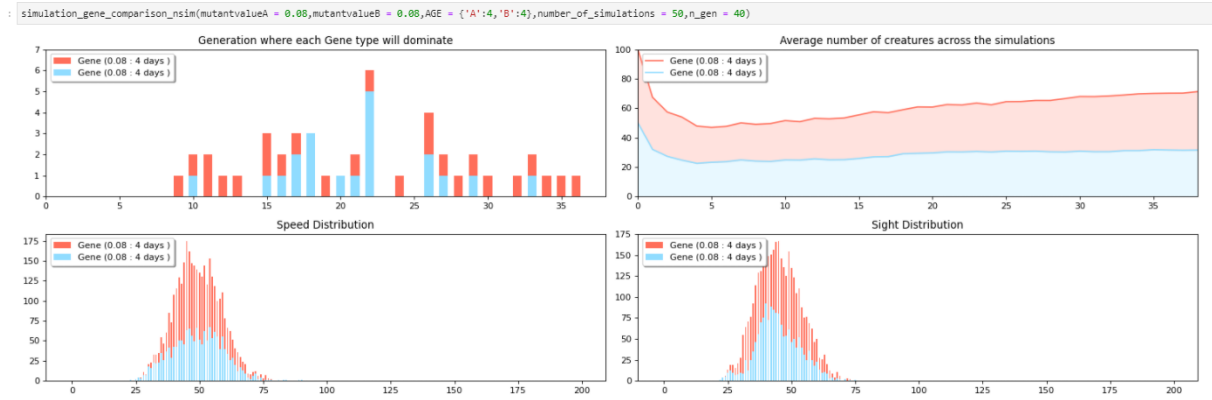 simulation_gene_comparison_nsim(mutantvalueA = 0.08,mutantvalueB = 0.08,AGE = {'A':4,'B':4},number_of_simulations = 50,n_gen = 40)
Generation where each Gene type will dominate
7
6
5
4
3
2
1
0
Gene (0.08 : 4 days )
Gene (0.08 : 4 days )
0 5 10 15 20 25 30 35
Average number of creatures across the simulations
100
80
60
40
20
0
Gene (0.08 : 4 days )
Gene (0.08 : 4 days )
0 5 10 15 20 25 30 35
Speed Distribution
175
150
125
100
75
50
25
0
Gene (0.08 : 4 days )
Gene (0.08 : 4 days )
0 25 50 75 100 125 150 175 200
Sight Distribution
175
150
125
100
75
50
25
0
Gene (0.08 : 4 days )
Gene (0.08 : 4 days )
0 25 50 75 100 125 150 175 200